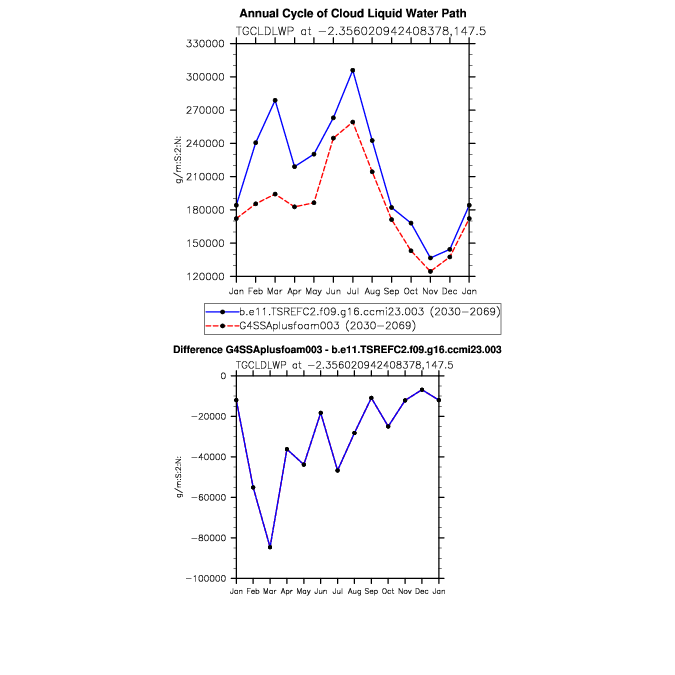 Annual Cycle of Cloud Liquid Water Path
TGCLDLWP at −2.356020942408378,147.5
330000
300000
270000
240000
210000
180000
150000
120000
g/m:S:2:N:
Jan Feb Mar Apr May Jun Jul Aug Sep Oct Nov Dec Jan
b.e11.TSREFC2.f09.g16.ccmi23.003 (2030−2069)
G4SSAplusfoam003 (2030−2069)
Difference G4SSAplusfoam003 - b.e11.TSREFC2.f09.g16.ccmi23.003
TGCLDLWP at −2.356020942408378,147.5
0
−20000
−40000
−60000
−80000
−100000
g/m:S:2:N:
Jan Feb Mar Apr May Jun Jul Aug Sep Oct Nov Dec Jan